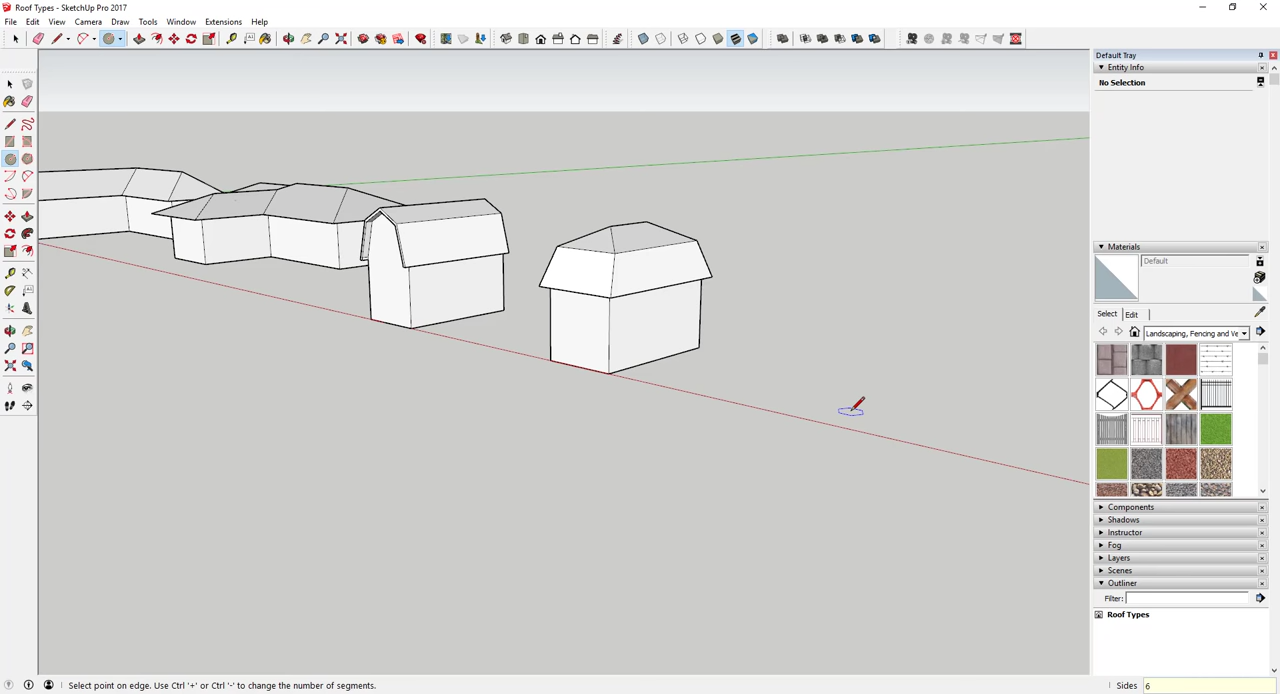 Roof Types - SketchUp Pro 2017
File Edit View Camera Draw Tools Window Extensions Help
Default Tray
Entity Info
No Selection
Materials
Default
Select Edit
Landscaping, Fencing and Ve
Components
Shadows
Instructor
Fog
Layers
Scenes
Outliner
Filter:
Roof Types
Select point on edge. Use Ctrl '+' or Ctrl '-' to change the number of segments.
Sides 6